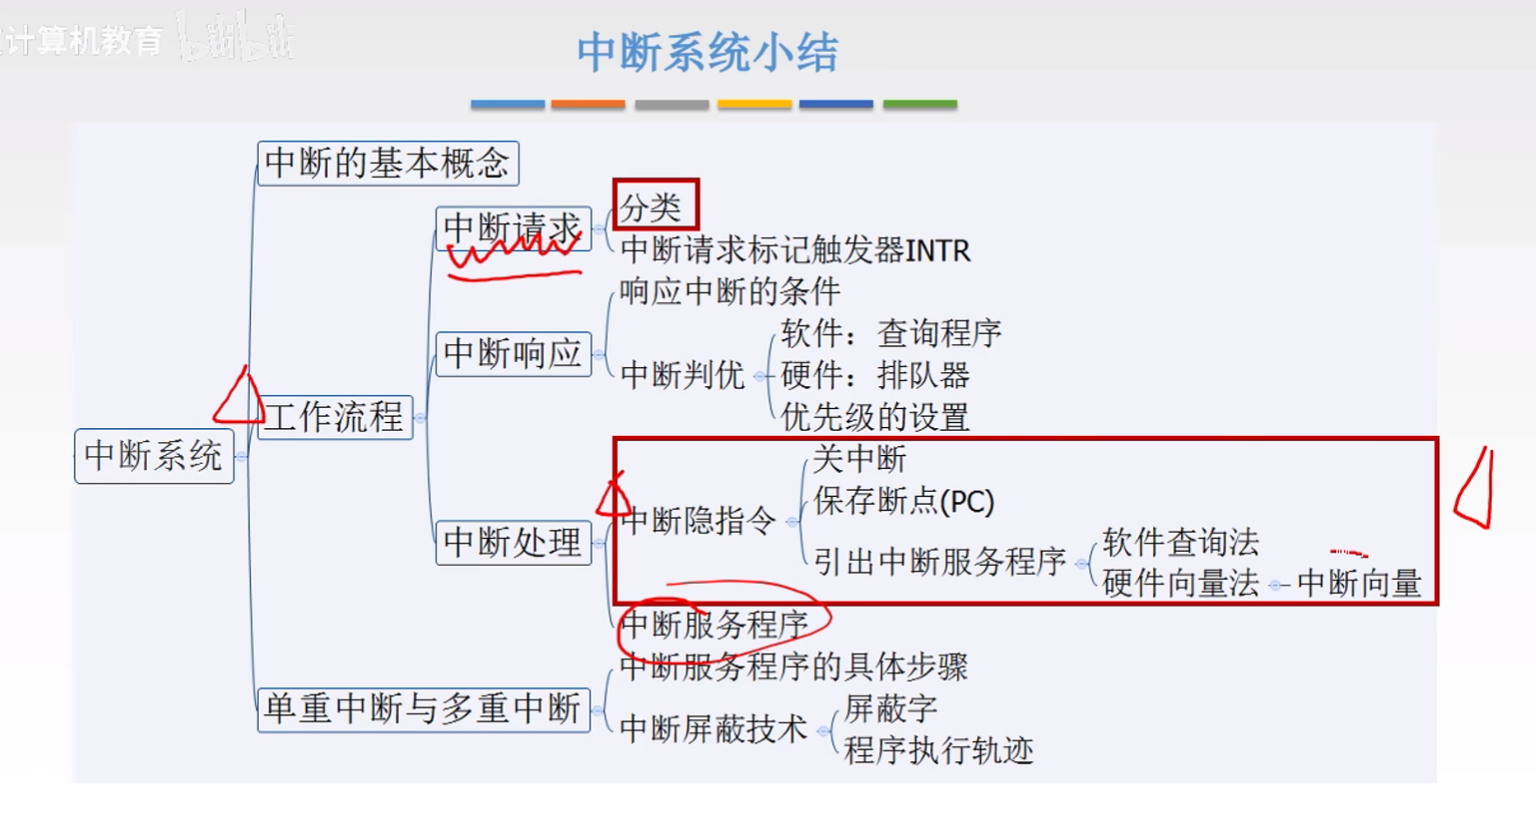 计算机教育 bilibili
中断系统小结
中断的基本概念
分类
中断请求
中断请求标记触发器INTR
响应中断的条件
软件：查询程序
中断响应
中断判优
硬件：排队器
优先级的设置
工作流程
中断系统
关中断
保存断点(PC)
中断隐指令
中断处理
引出中断服务程序
软件查询法
硬件向量法
中断向量
中断服务程序
中断服务程序的具体步骤
单重中断与多重中断
中断屏蔽技术
屏蔽字
程序执行轨迹